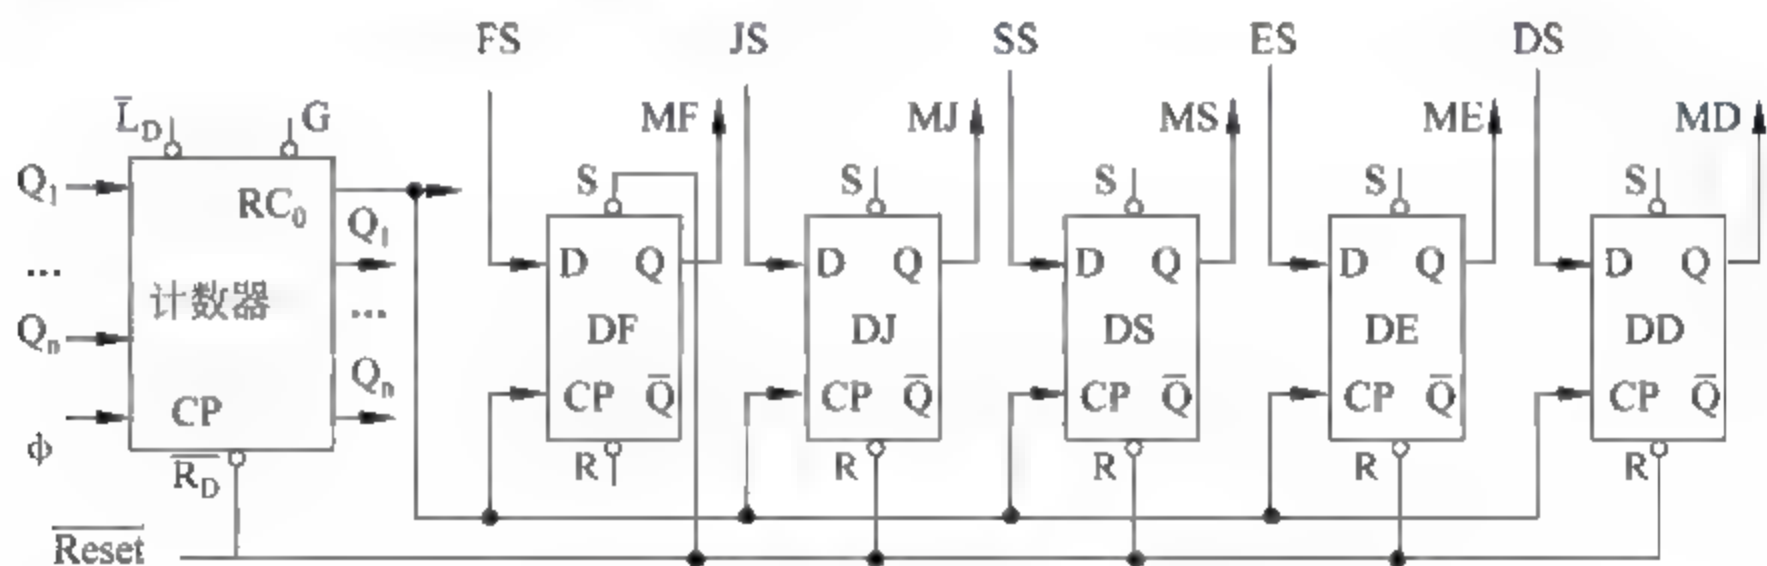 FS JS SS ES DS
L̅D G MF MJ MS ME MD
Q1 RC0 S S S S S
Q1
... D Q D Q D Q D Q D Q
计数器 ...
Qn DF DJ DS DE DD
Qn
CP CP Q̅ CP Q̅ CP Q̅ CP Q̅ CP Q̅
ϕ R̅D̅ R R R R R
R̅e̅s̅e̅t̅